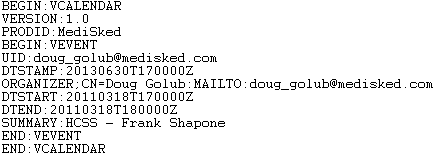 BEGIN:VCALENDAR
VERSION:1.0
PRODID:MediSked
BEGIN:VEVENT
UID:doug_golub@medisked.com
DTSTAMP:20130630T170000Z
ORGANIZER;CN=Doug Golub:MAILTO:doug_golub@medisked.com
DTSTART:20110318T170000Z
DTEND:20110318T180000Z
SUMMARY:HCSS – Frank Shapone
END:VEVENT
END:VCALENDAR